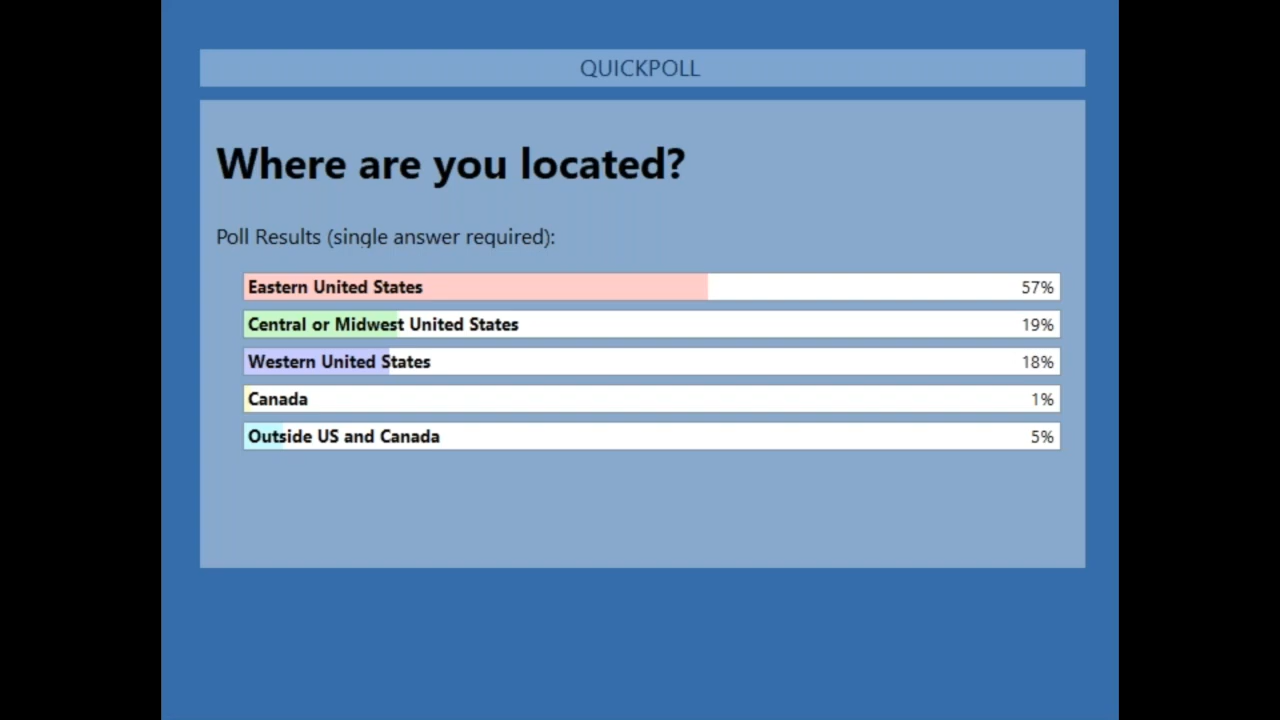 QUICKPOLL
Where are you located?
Poll Results (single answer required):
Eastern United States 57%
Central or Midwest United States 19%
Western United States 18%
Canada 1%
Outside US and Canada 5%